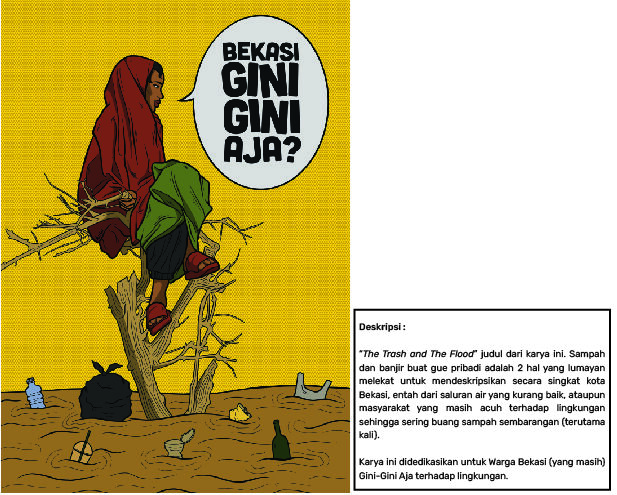 BEKASI
GINI
GINI
AJA?
Deskripsi :
"The Trash and The Flood" judul dari karya ini. Sampah
dan banjir buat gue pribadi adalah 2 hal yang lumayan
melekat untuk mendeskripsikan secara singkat kota
Bekasi, entah dari saluran air yang kurang baik, ataupun
masyarakat yang masih acuh terhadap lingkungan
sehingga sering buang sampah sembarangan (terutama
kali).
Karya ini didedikasikan untuk Warga Bekasi (yang masih)
Gini-Gini Aja terhadap lingkungan.